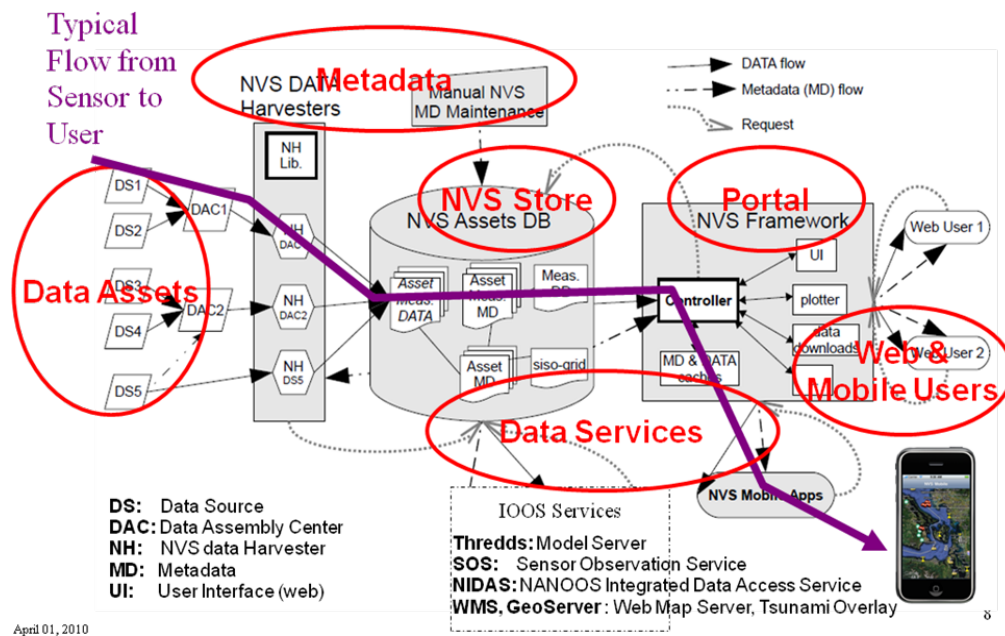 Typical
Flow from
Sensor to
User
NVS DATA
Harvesters
Metadata
Manual NVS
MD Maintenance
DATA flow
Metadata (MD) flow
Request
NH
Lib.
DS1
DS2
DS3
DS4
DS5
DAC1
DAC2
Data Assets
NH
DAC
NH
DAC2
NH
DS5
NVS Store
NVS Assets DB
Asset
Meas.
DATA
Asset
Meas.
MD
Meas.
Asset
MD
siso-grid
Portal
NVS Framework
Controller
UI
plotter
data
downloads
MD & DATA
caches
Web User 1
Web User 2
Web &
Mobile Users
Data Services
NVS Mobile Apps
DS: Data Source
DAC: Data Assembly Center
NH: NVS data Harvester
MD: Metadata
UI: User Interface (web)
IOOS Services
Thredds: Model Server
SOS: Sensor Observation Service
NIDAS: NANOOS Integrated Data Access Service
WMS, GeoServer : Web Map Server, Tsunami Overlay
April 01, 2010
8